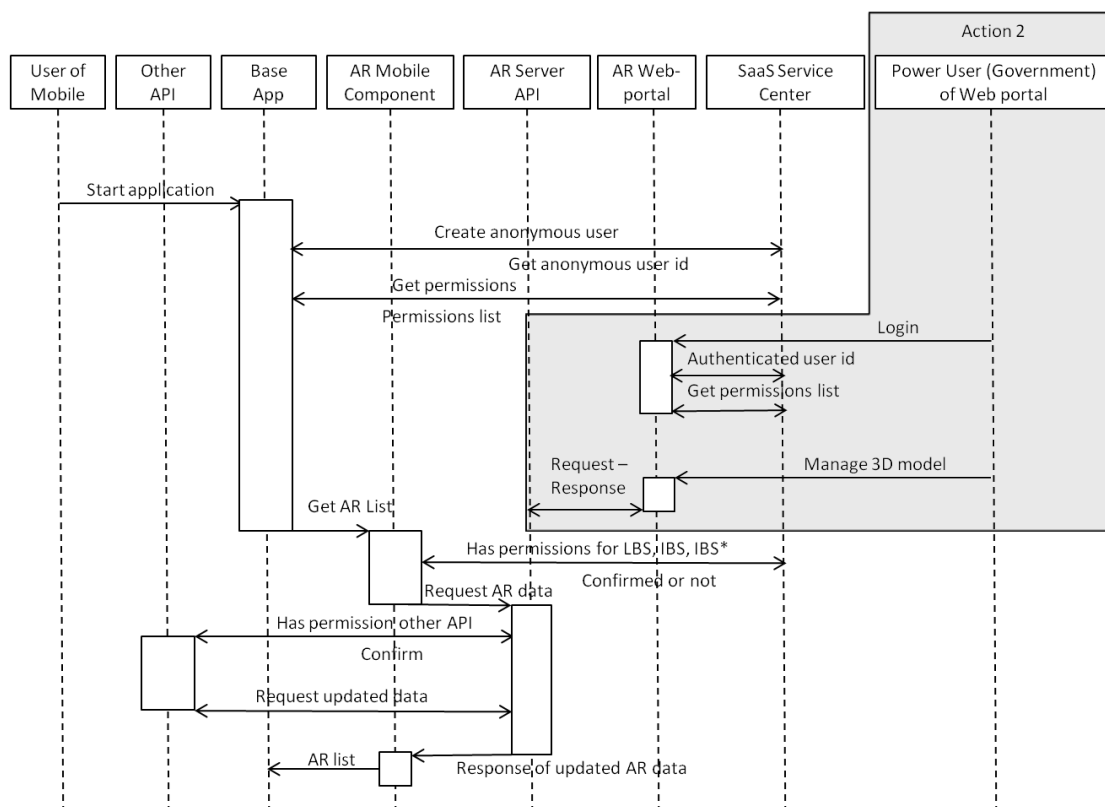 Action 2
User of
Mobile
Other
API
Base
App
AR Mobile
Component
AR Server
API
AR Web-
portal
SaaS Service
Center
Power User (Government)
of Web portal
Start application
Create anonymous user
Get anonymous user id
Get permissions
Permissions list
Login
Authenticated user id
Get permissions list
Manage 3D model
Request –
Response
Get AR List
Has permissions for LBS, IBS, IBS*
Confirmed or not
Request AR data
Has permission other API
Confirm
Request updated data
Response of updated AR data
AR list